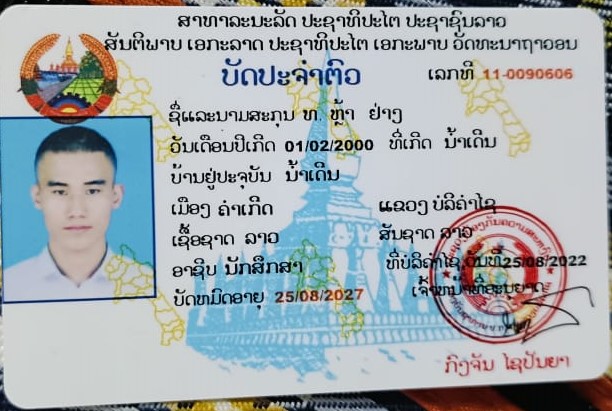 ສາທາລະນະລັດ ປະຊາທິປະໄຕ ປະຊາຊົນລາວ
ສັນຕິພາບ ເອກະລາດ ປະຊາທິປະໄຕ ເອກະພາບ ວັດທະນາຖາວອນ
ບັດປະຈຳຕົວ ເລກທີ 11-0090606
ຊື່ແລະນາມສະກຸນ ທ. ຫຼ້າ ຢ່າງ
ວັນເດືອນປີເກີດ 01/02/2000 ທີ່ເກີດ ນ້ຳເດີນ
ບ້ານຢູ່ປະຈຸບັນ ນ້ຳເດີນ
ເມືອງ ຄຳເກີດ ແຂວງ ບໍລິຄຳໄຊ
ເຊື້ອຊາດ ລາວ ສັນຊາດ ລາວ
ອາຊີບ ນັກສຶກສາ ທີ່ບໍລິຄຳໄຊ ວັນທີ25/08/2022
ບັດຫມົດອາຍຸ 25/08/2027 ເຈົ້າຫນ້າທີ່ອະນຸຍາດ
ກິງຈັນ ໄຊປັນຍາ